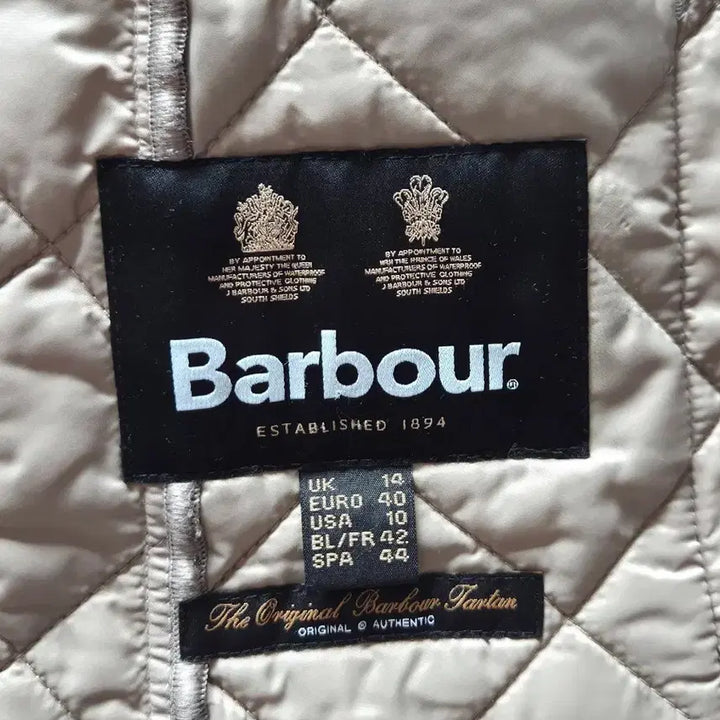 BY APPOINTMENT TO
HER MAJESTY THE QUEEN
MANUFACTURERS OF WATERPROOF
AND PROTECTIVE CLOTHING
J BARBOUR & SONS LTD
SOUTH SHIELDS
BY APPOINTMENT TO
HRH THE PRINCE OF WALES
MANUFACTURERS OF WATERPROOF
AND PROTECTIVE CLOTHING
J BARBOUR & SONS LTD
SOUTH SHIELDS
Barbour
ESTABLISHED 1894
UK 14
EURO 40
USA 10
BL/FR 42
SPA 44
The Original Barbour Tartan
ORIGINAL & AUTHENTIC